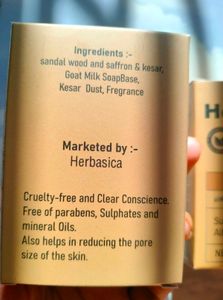 Ingredients :-
sandal wood and saffron & kesar,
Goat Milk SoapBase,
Kesar Dust, Fregrance
Marketed by :-
Herbasica
Cruelty-free and Clear Conscience.
Free of parabens, Sulphates and
mineral Oils.
Also helps in reducing the pore
size of the skin.